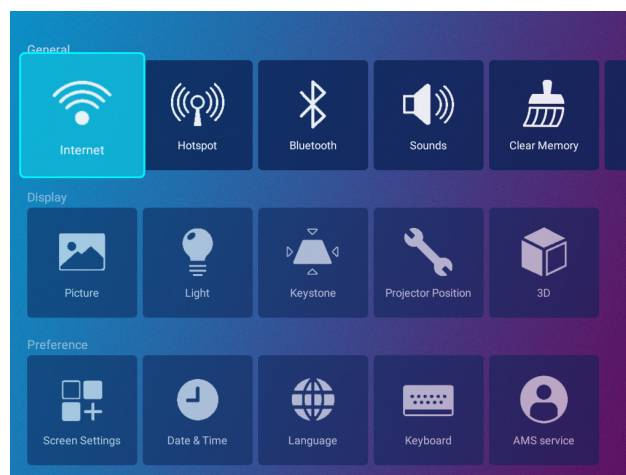 General
Internet
Hotspot
Bluetooth
Sounds
Clear Memory
Display
Picture
Light
Keystone
Projector Position
3D
Preference
Screen Settings
Date & Time
Language
Keyboard
AMS service